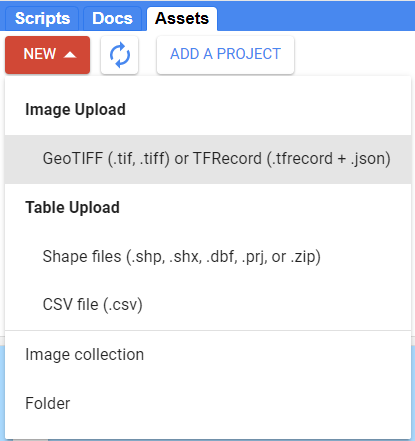 Scripts Docs Assets
NEW ADD A PROJECT
Image Upload
GeoTIFF (.tif, .tiff) or TFRecord (.tfrecord + .json)
Table Upload
Shape files (.shp, .shx, .dbf, .prj, or .zip)
CSV file (.csv)
Image collection
Folder